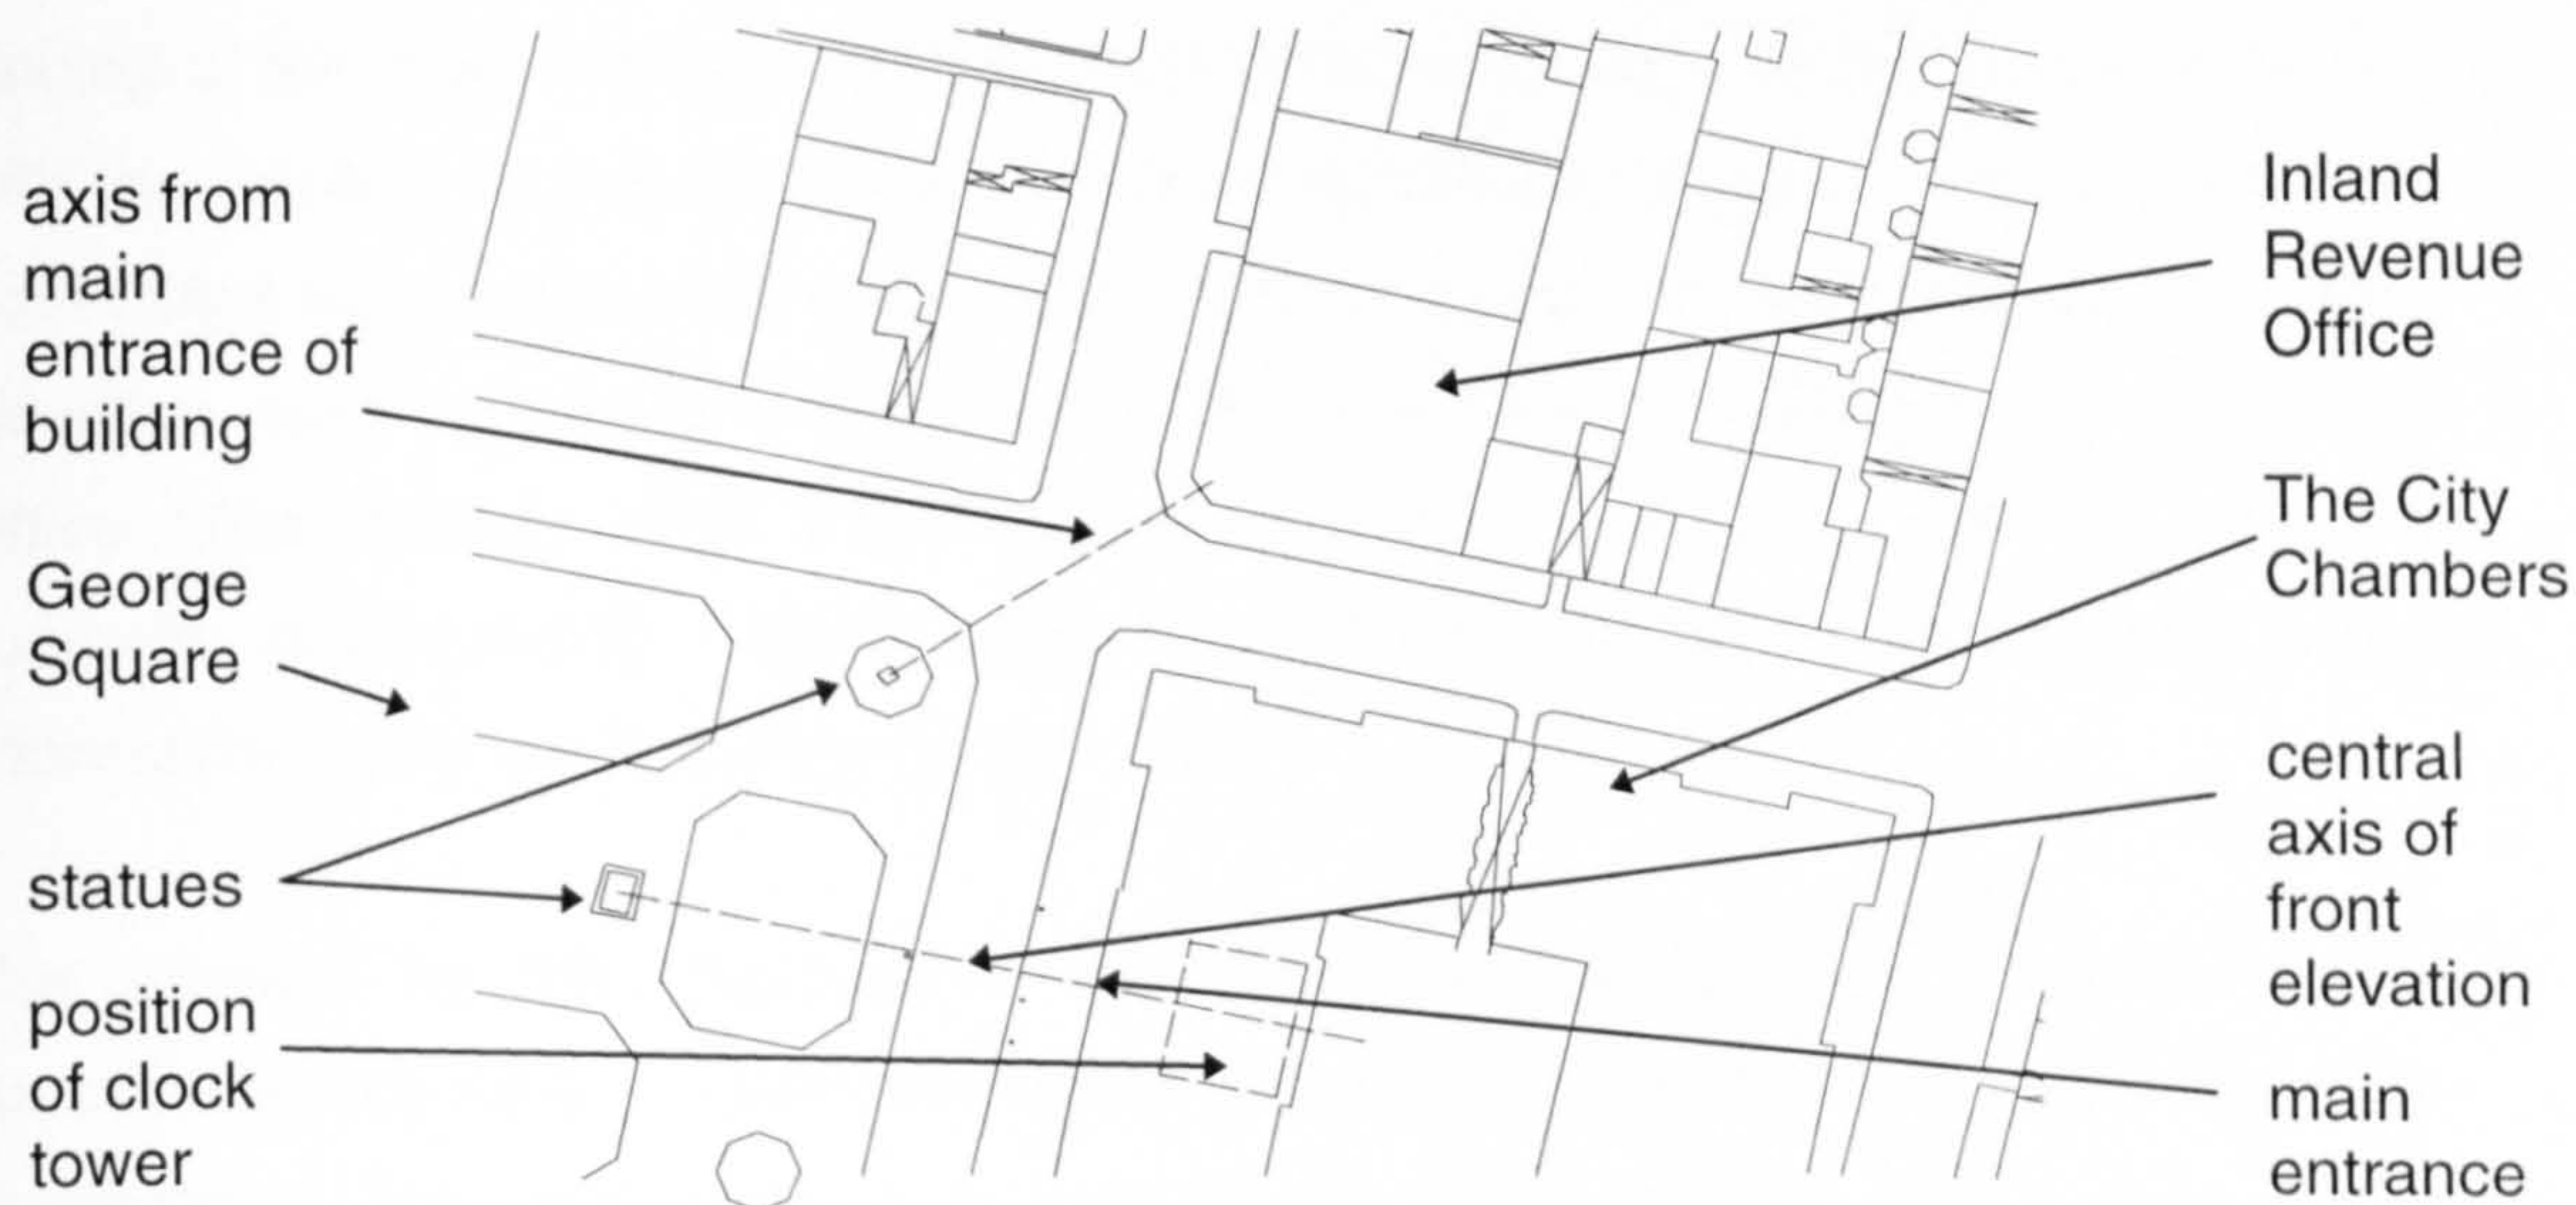 axis from
main
entrance of
building
George
Square
statues
position
of clock
tower
Inland
Revenue
Office
The City
Chambers
central
axis of
front
elevation
main
entrance